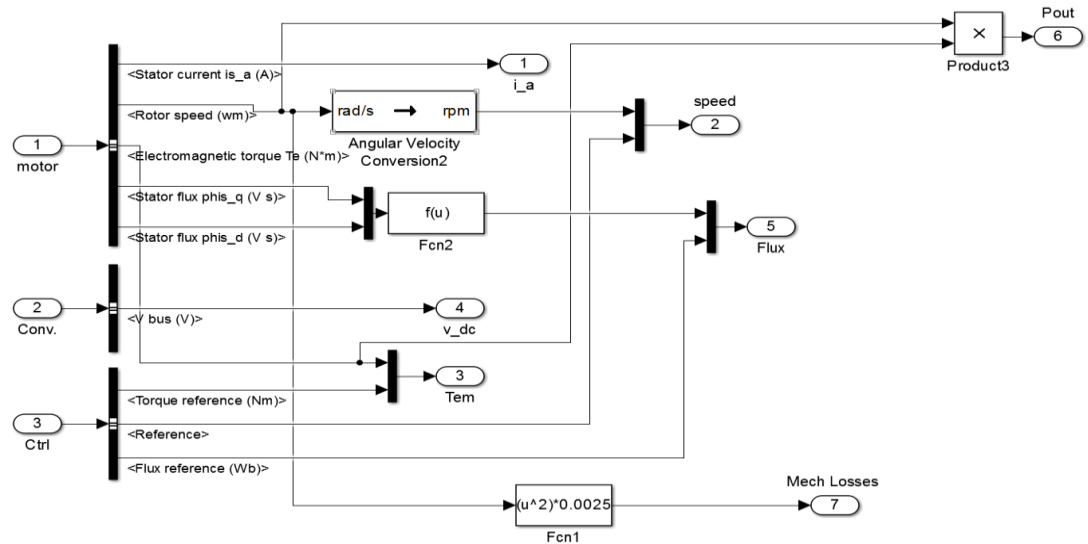 Pout
6
×
Product3
<Stator current is_a (A)>
1
i_a
<Rotor speed (wm)>
rad/s → rpm
Angular Velocity
Conversion2
speed
2
1
motor
<Electromagnetic torque Te (N*m)>
<Stator flux phis_q (V s)>
f(u)
Fcn2
<Stator flux phis_d (V s)>
5
Flux
2
Conv.
<V bus (V)>
4
v_dc
3
Tem
<Torque reference (Nm)>
3
Ctrl
<Reference>
<Flux reference (Wb)>
(u^2)*0.0025
Fcn1
Mech Losses
7